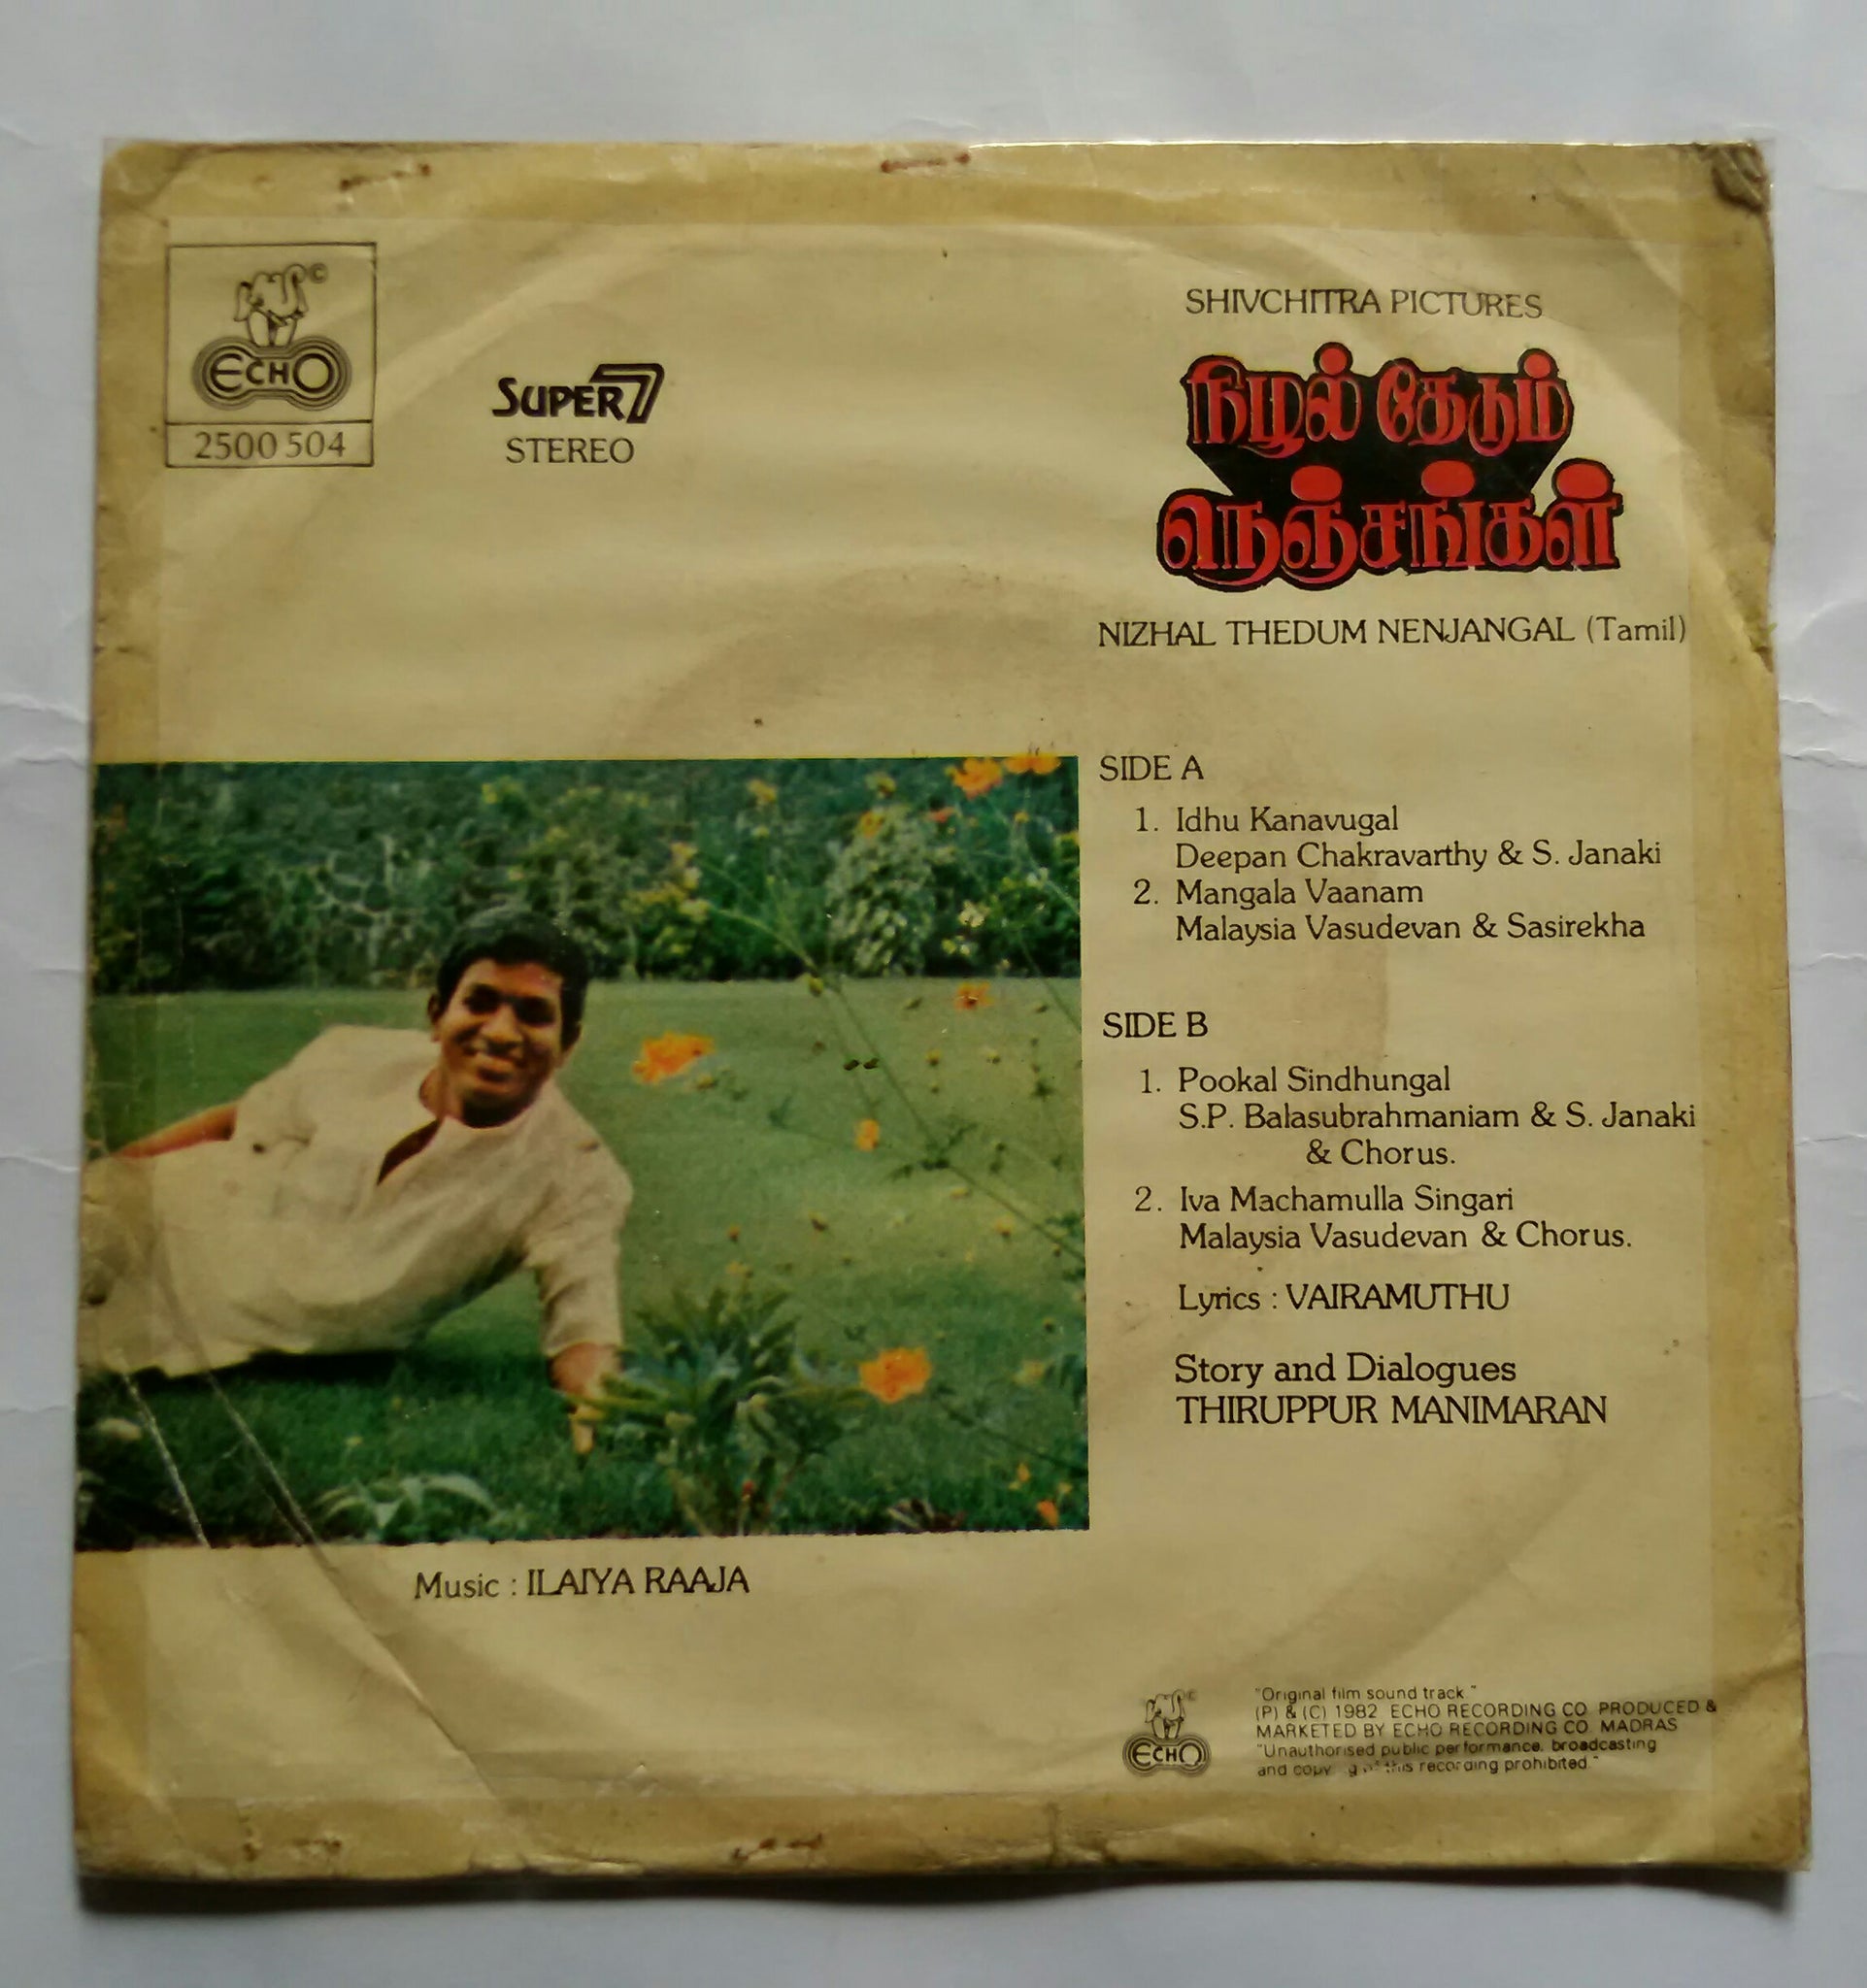 ©
ECHO
2500 504
SUPER 7
STEREO
SHIVCHITRA PICTURES
நிழல் தேடும்
நெஞ்சங்கள்
NIZHAL THEDUM NENJANGAL (Tamil)
SIDE A
1. Idhu Kanavugal
Deepan Chakravarthy & S. Janaki
2. Mangala Vaanam
Malaysia Vasudevan & Sasirekha
SIDE B
1. Pookal Sindhungal
S.P. Balasubrahmaniam & S. Janaki
& Chorus.
2. Iva Machamulla Singari
Malaysia Vasudevan & Chorus.
Lyrics : VAIRAMUTHU
Story and Dialogues
THIRUPPUR MANIMARAN
Music : ILAIYA RAAJA
©
ECHO
"Original film sound track"
(P) & (C) 1982 ECHO RECORDING CO. PRODUCED &
MARKETED BY ECHO RECORDING CO. MADRAS
"Unauthorised public performance, broadcasting
and recording prohibited"